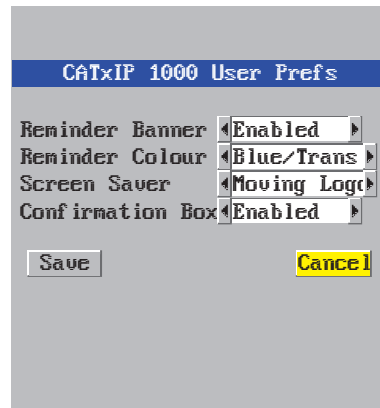 CATxIP 1000 User Prefs
Reminder Banner Enabled
Reminder Colour Blue/Trans
Screen Saver Moving Logo
Confirmation Box Enabled
Save Cancel